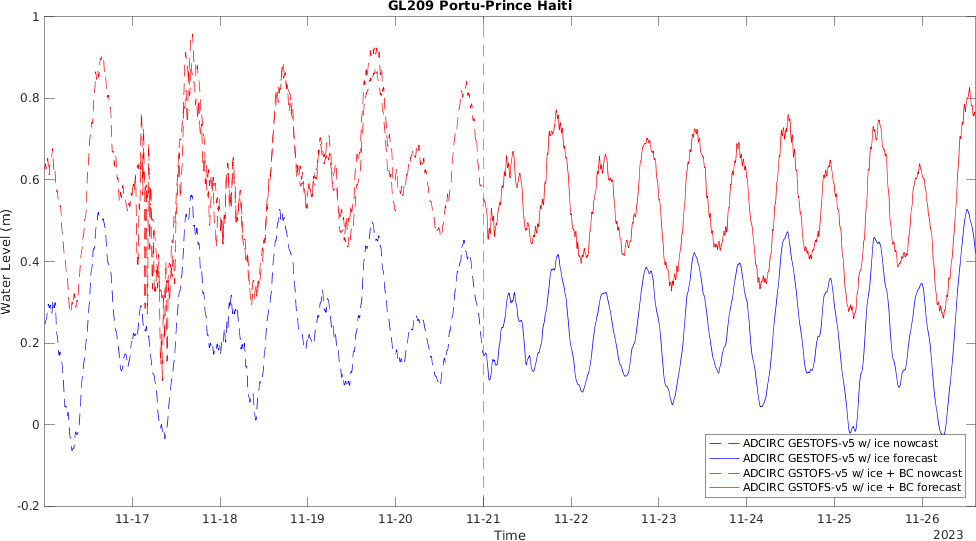 GL209 Portu-Prince Haiti
1
0.8
0.6
0.4
0.2
0
-0.2
Water Level (m)
ADCIRC GESTOFS-v5 w/ ice nowcast
ADCIRC GESTOFS-v5 w/ ice forecast
ADCIRC GSTOFS-v5 w/ ice + BC nowcast
ADCIRC GSTOFS-v5 w/ ice + BC forecast
11-17 11-18 11-19 11-20 11-21 11-22 11-23 11-24 11-25 11-26
Time
2023